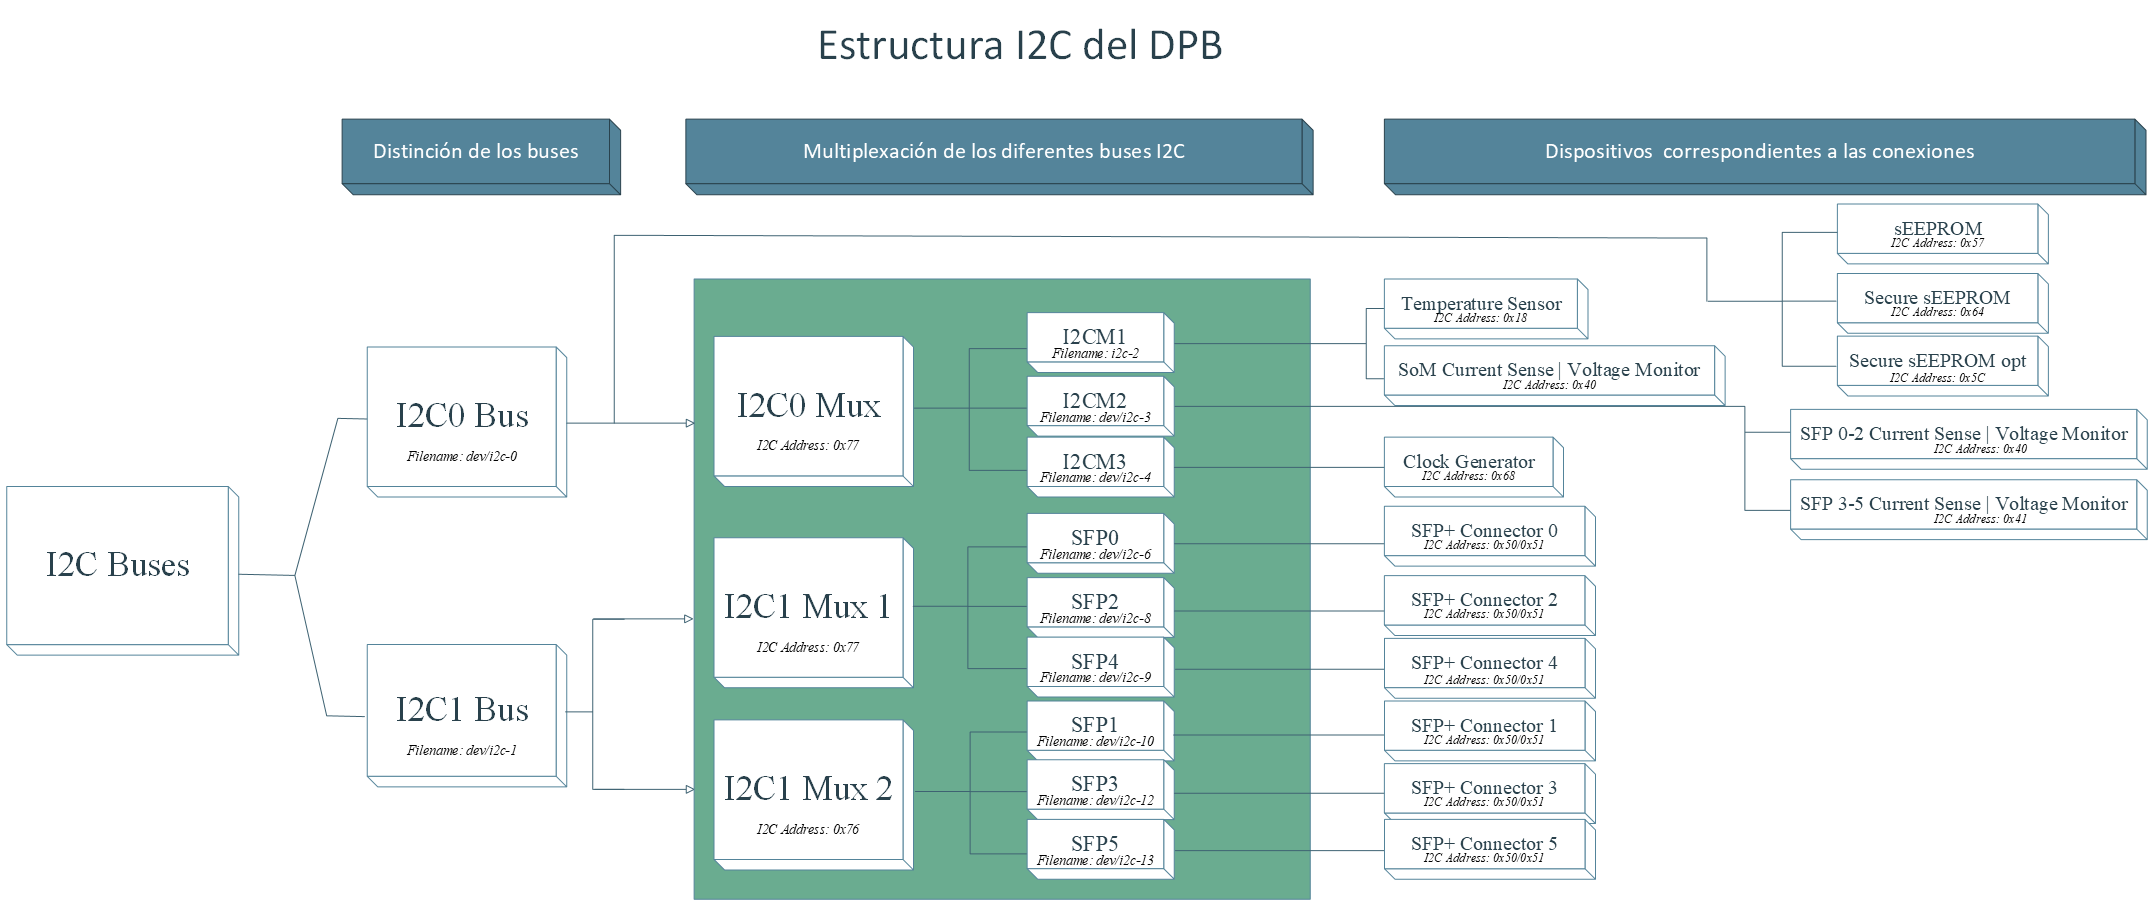 Estructura I2C del DPB
Distinción de los buses
Multiplexación de los diferentes buses I2C
Dispositivos correspondientes a las conexiones
I2C Buses
I2C0 Bus
Filename: dev/i2c-0
I2C1 Bus
Filename: dev/i2c-1
I2C0 Mux
I2C Address: 0x77
I2C1 Mux 1
I2C Address: 0x77
I2C1 Mux 2
I2C Address: 0x76
I2CM1
Filename: i2c-2
I2CM2
Filename: dev/i2c-3
I2CM3
Filename: dev/i2c-4
SFP0
Filename: dev/i2c-6
SFP2
Filename: dev/i2c-8
SFP4
Filename: dev/i2c-9
SFP1
Filename: dev/i2c-10
SFP3
Filename: dev/i2c-12
SFP5
Filename: dev/i2c-13
Temperature Sensor
I2C Address: 0x18
SoM Current Sense | Voltage Monitor
I2C Address: 0x40
Clock Generator
I2C Address: 0x68
SFP+ Connector 0
I2C Address: 0x50/0x51
SFP+ Connector 2
I2C Address: 0x50/0x51
SFP+ Connector 4
I2C Address: 0x50/0x51
SFP+ Connector 1
I2C Address: 0x50/0x51
SFP+ Connector 3
I2C Address: 0x50/0x51
SFP+ Connector 5
I2C Address: 0x50/0x51
sEEPROM
I2C Address: 0x57
Secure sEEPROM
I2C Address: 0x64
Secure sEEPROM opt
I2C Address: 0x5C
SFP 0-2 Current Sense | Voltage Monitor
I2C Address: 0x40
SFP 3-5 Current Sense | Voltage Monitor
I2C Address: 0x41